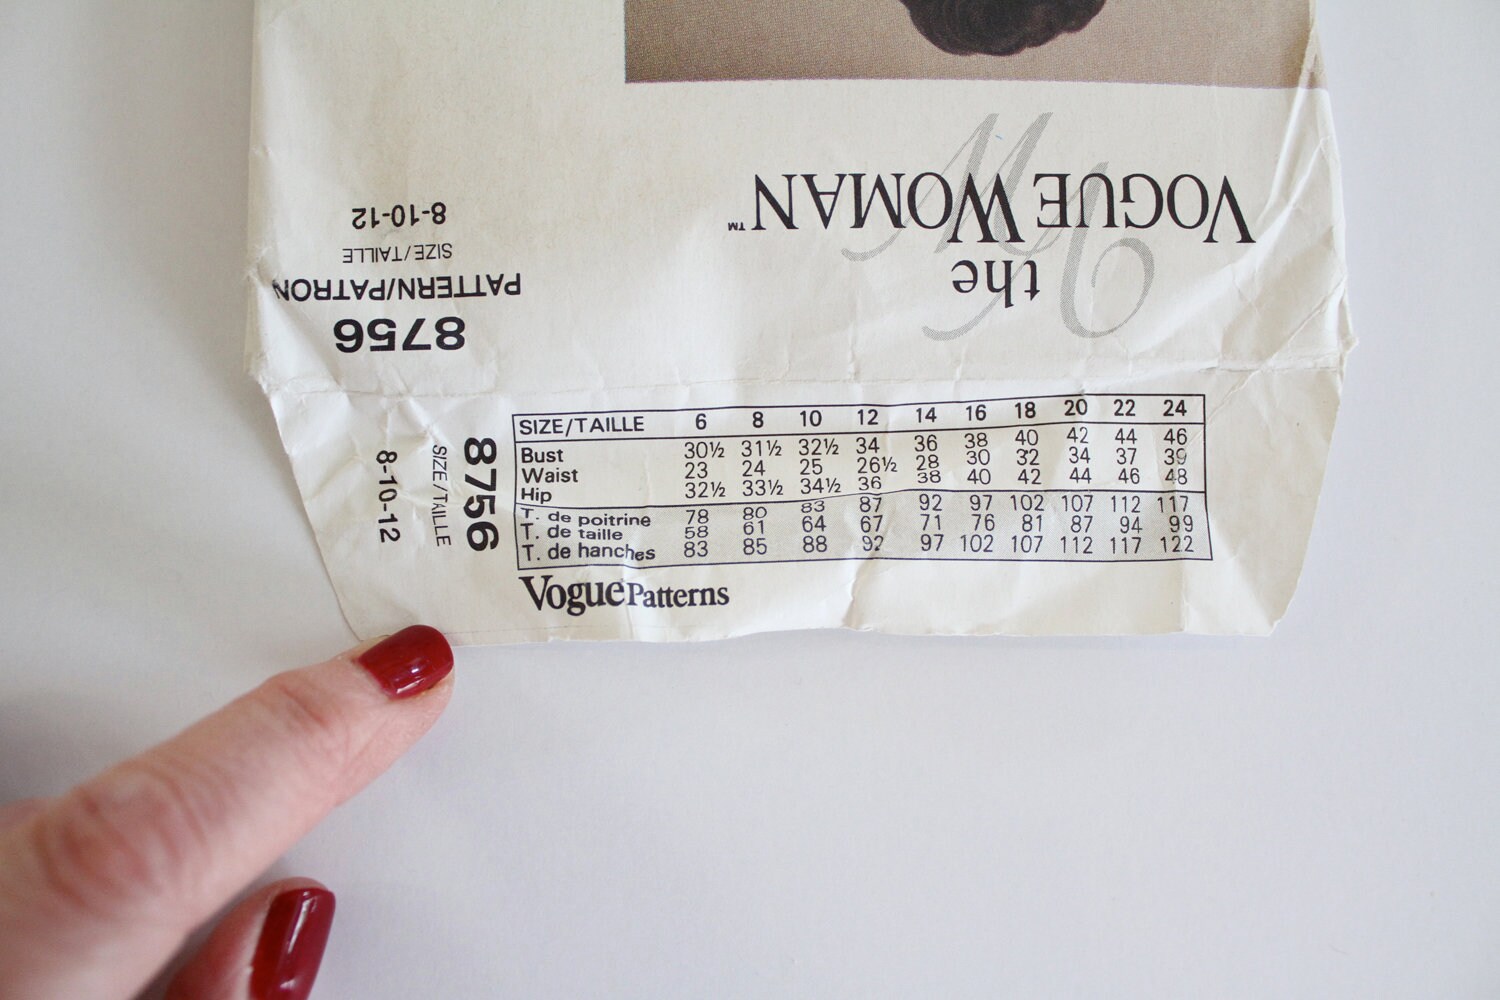 the
VOGUE WOMAN™
VW
8756
PATTERN/PATRON
SIZE/TAILLE
8-10-12
8756
SIZE/TAILLE
8-10-12
SIZE/TAILLE 6 8 10 12 14 16 18 20 22 24
Bust 30½ 31½ 32½ 34 36 38 40 42 44 46
Waist 23 24 25 26½ 28 30 32 34 37 39
Hip 32½ 33½ 34½ 36 38 40 42 44 46 48
T. de poitrine 78 80 83 87 92 97 102 107 112 117
T. de taille 58 61 64 67 71 76 81 87 94 99
T. de hanches 83 85 88 92 97 102 107 112 117 122
Vogue Patterns